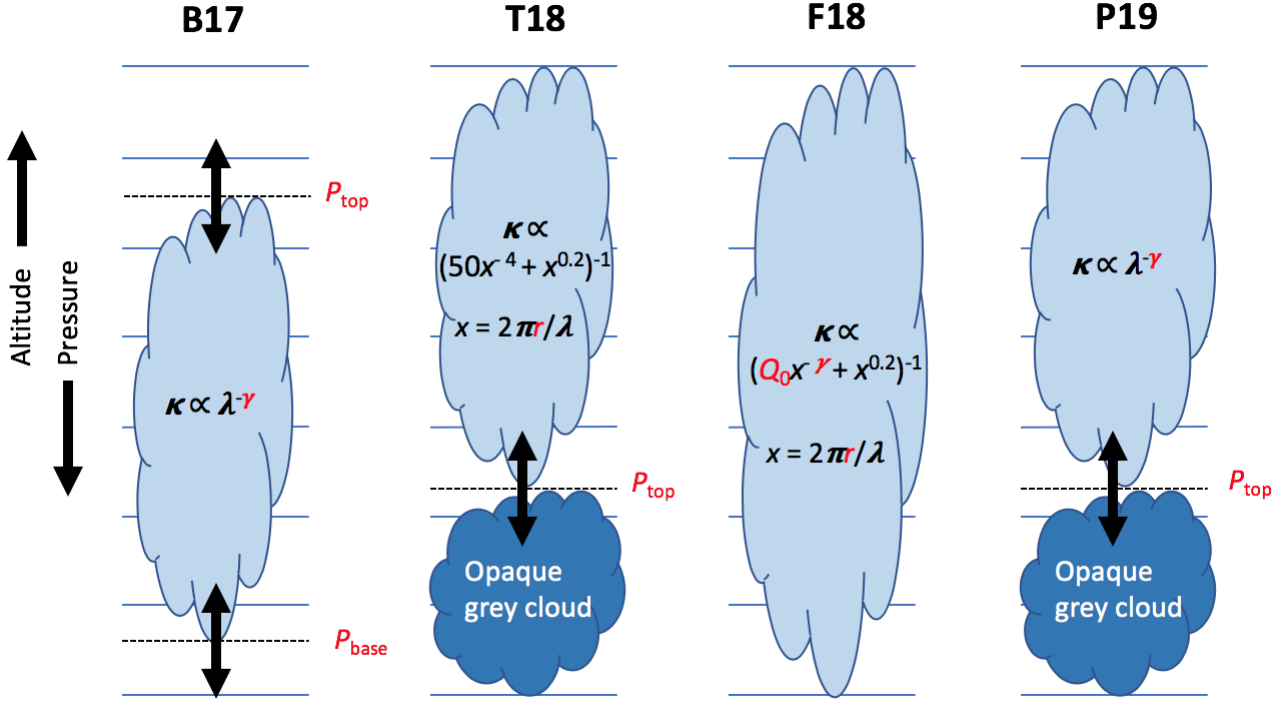 B17
T18
F18
P19
Altitude
Pressure
P_top
κ ∝ λ^-γ
P_base
κ ∝
(50x^-4 + x^0.2)^-1
x = 2πr/λ
P_top
Opaque
grey cloud
κ ∝
(Q_0x^-γ + x^0.2)^-1
x = 2πr/λ
κ ∝ λ^-γ
P_top
Opaque
grey cloud